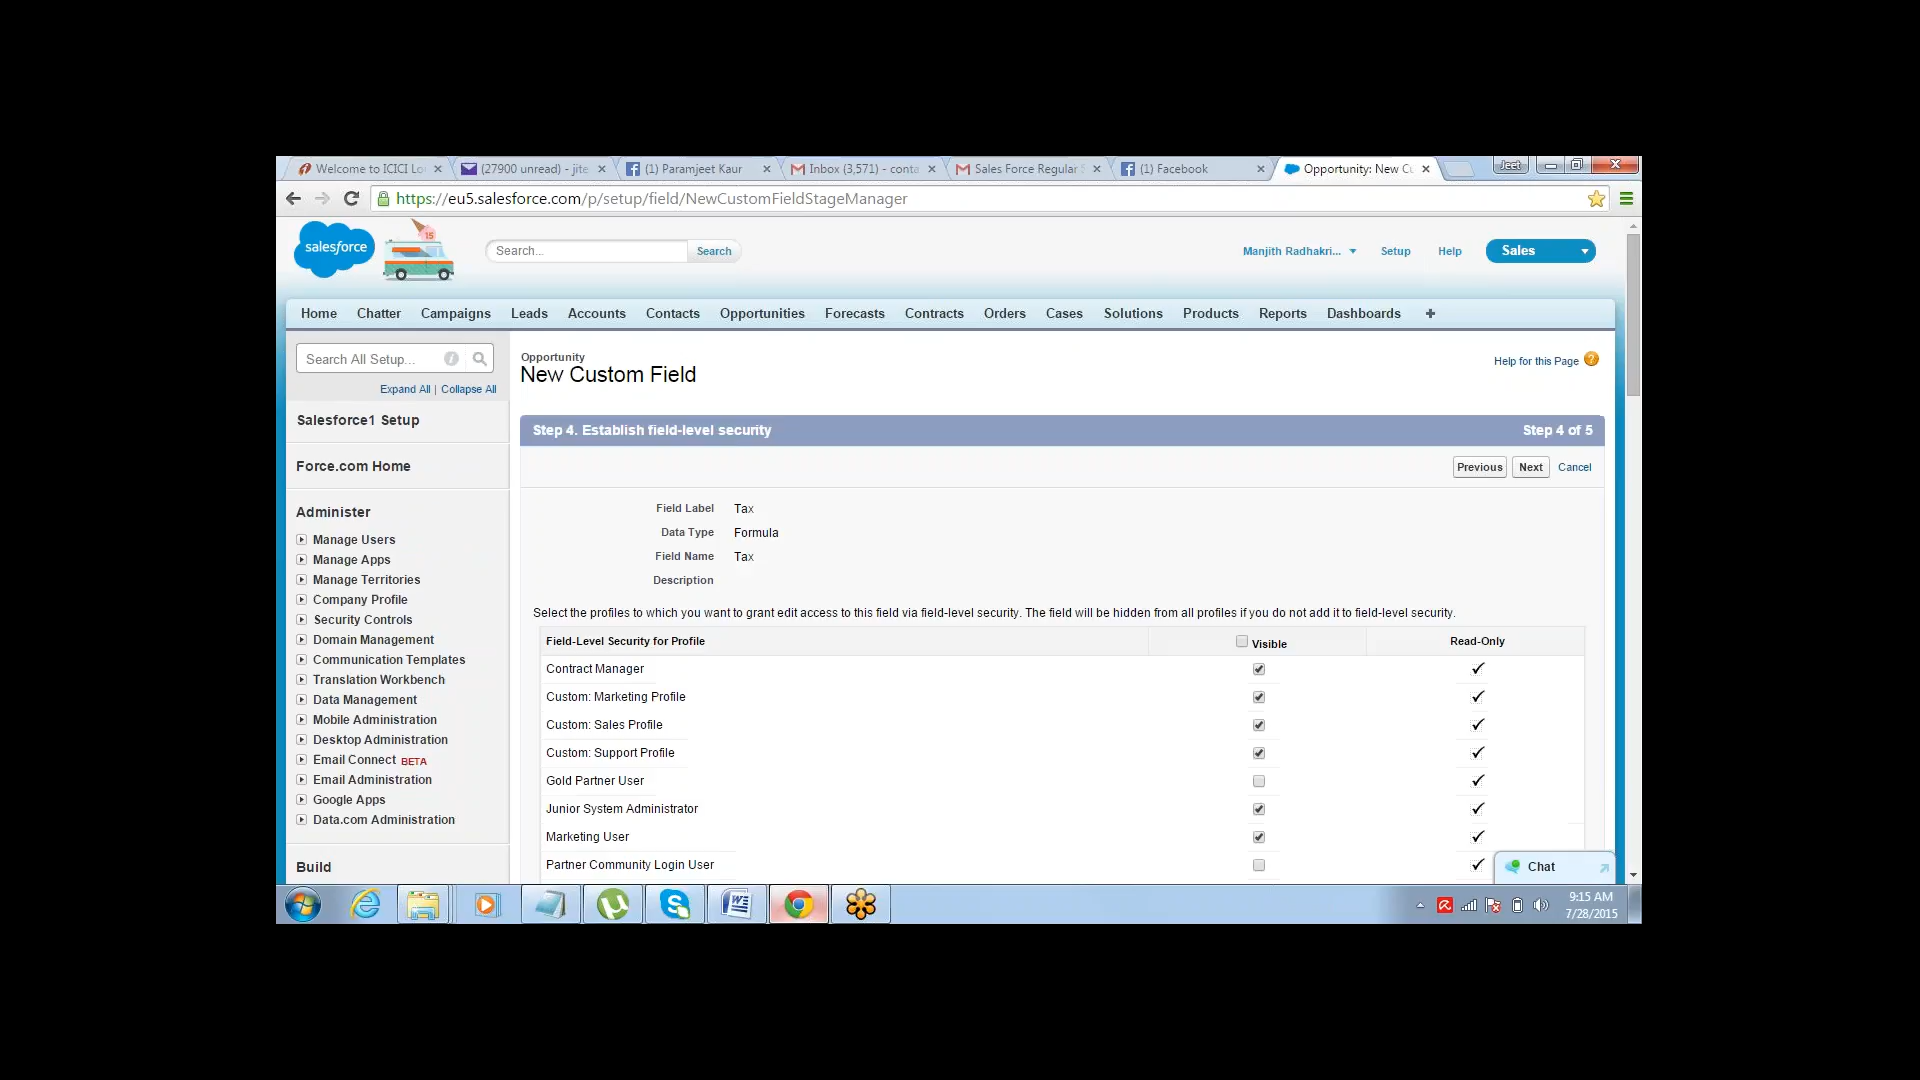 Welcome to ICICI Lo
(27900 unread) - jite
(1) Paramjeet Kaur
Inbox (3,571) - conta
Sales Force Regular
(1) Facebook
Opportunity: New Cu
Jeet
https://eu5.salesforce.com/p/setup/field/NewCustomFieldStageManager
salesforce
15
Search...
Search
Manjith Radhakri...
Setup
Help
Sales
Home Chatter Campaigns Leads Accounts Contacts Opportunities Forecasts Contracts Orders Cases Solutions Products Reports Dashboards +
Search All Setup...
Expand All | Collapse All
Salesforce1 Setup
Force.com Home
Administer
Manage Users
Manage Apps
Manage Territories
Company Profile
Security Controls
Domain Management
Communication Templates
Translation Workbench
Data Management
Mobile Administration
Desktop Administration
Email Connect BETA
Email Administration
Google Apps
Data.com Administration
Build
Opportunity
New Custom Field
Help for this Page ?
Step 4. Establish field-level security
Step 4 of 5
Previous Next Cancel
Field Label Tax
Data Type Formula
Field Name Tax
Description
Select the profiles to which you want to grant edit access to this field via field-level security. The field will be hidden from all profiles if you do not add it to field-level security.
Field-Level Security for Profile Visible Read-Only
Contract Manager
Custom: Marketing Profile
Custom: Sales Profile
Custom: Support Profile
Gold Partner User
Junior System Administrator
Marketing User
Partner Community Login User
Chat
9:15 AM
7/28/2015